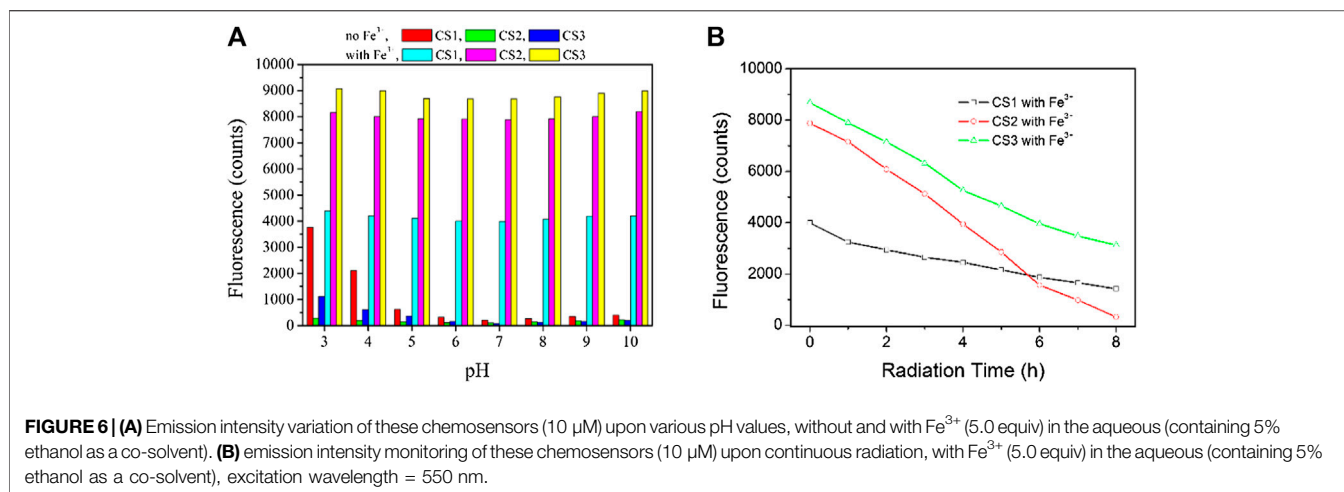 A
no Fe³⁺, CS1, CS2, CS3
with Fe³⁺, CS1, CS2, CS3
10000
9000
8000
7000
6000
5000
4000
3000
2000
1000
0
Fluorescence (counts)
3 4 5 6 7 8 9 10
pH
B
10000
8000
6000
4000
2000
0
Fluorescence (counts)
CS1 with Fe³⁺
CS2 with Fe³⁺
CS3 with Fe³⁺
0 2 4 6 8
Radiation Time (h)
FIGURE 6 | (A) Emission intensity variation of these chemosensors (10 µM) upon various pH values, without and with Fe³⁺ (5.0 equiv) in the aqueous (containing 5%
ethanol as a co-solvent). (B) emission intensity monitoring of these chemosensors (10 µM) upon continuous radiation, with Fe³⁺ (5.0 equiv) in the aqueous (containing 5%
ethanol as a co-solvent), excitation wavelength = 550 nm.